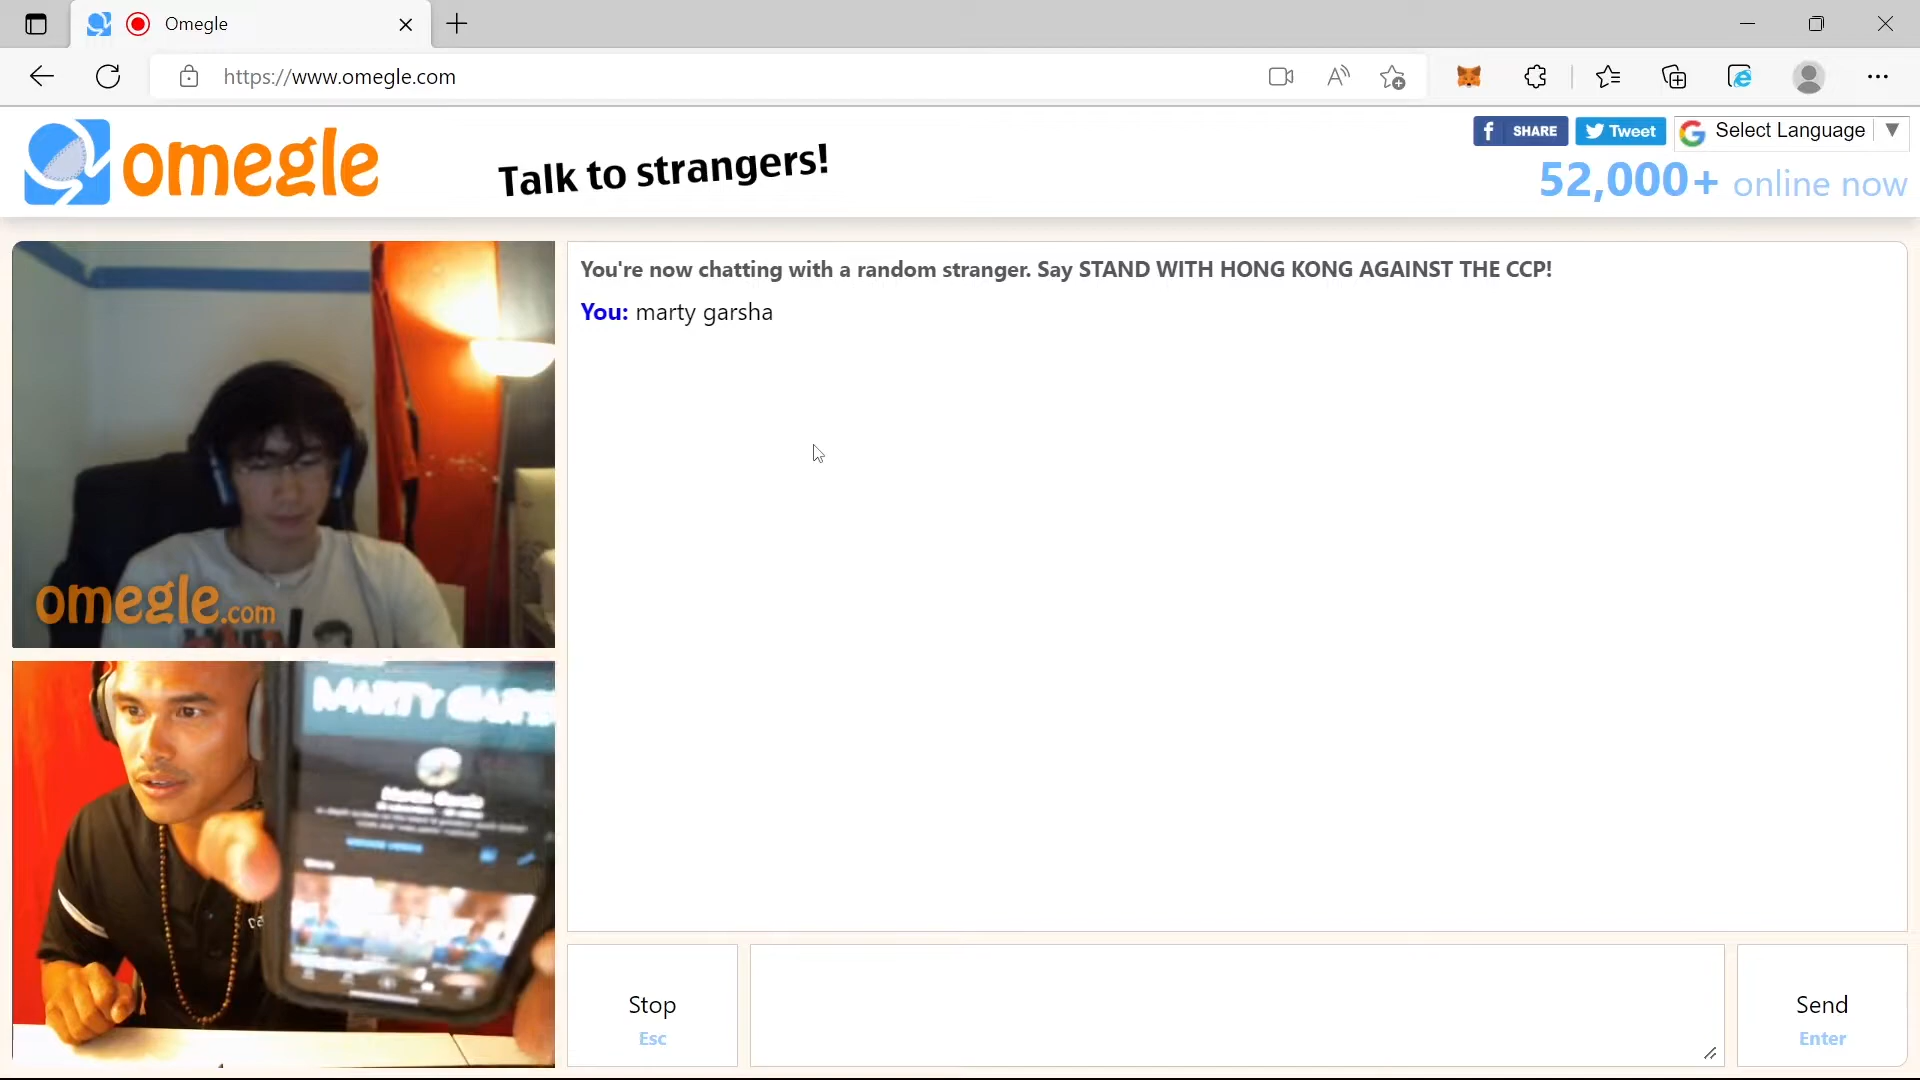 Omegle
https://www.omegle.com
omegle
Talk to strangers!
SHARE
Tweet
Select Language
52,000+ online now
You're now chatting with a random stranger. Say STAND WITH HONG KONG AGAINST THE CCP!
You: marty garsha
omegle.com
MARTY
Stop
Esc
Send
Enter